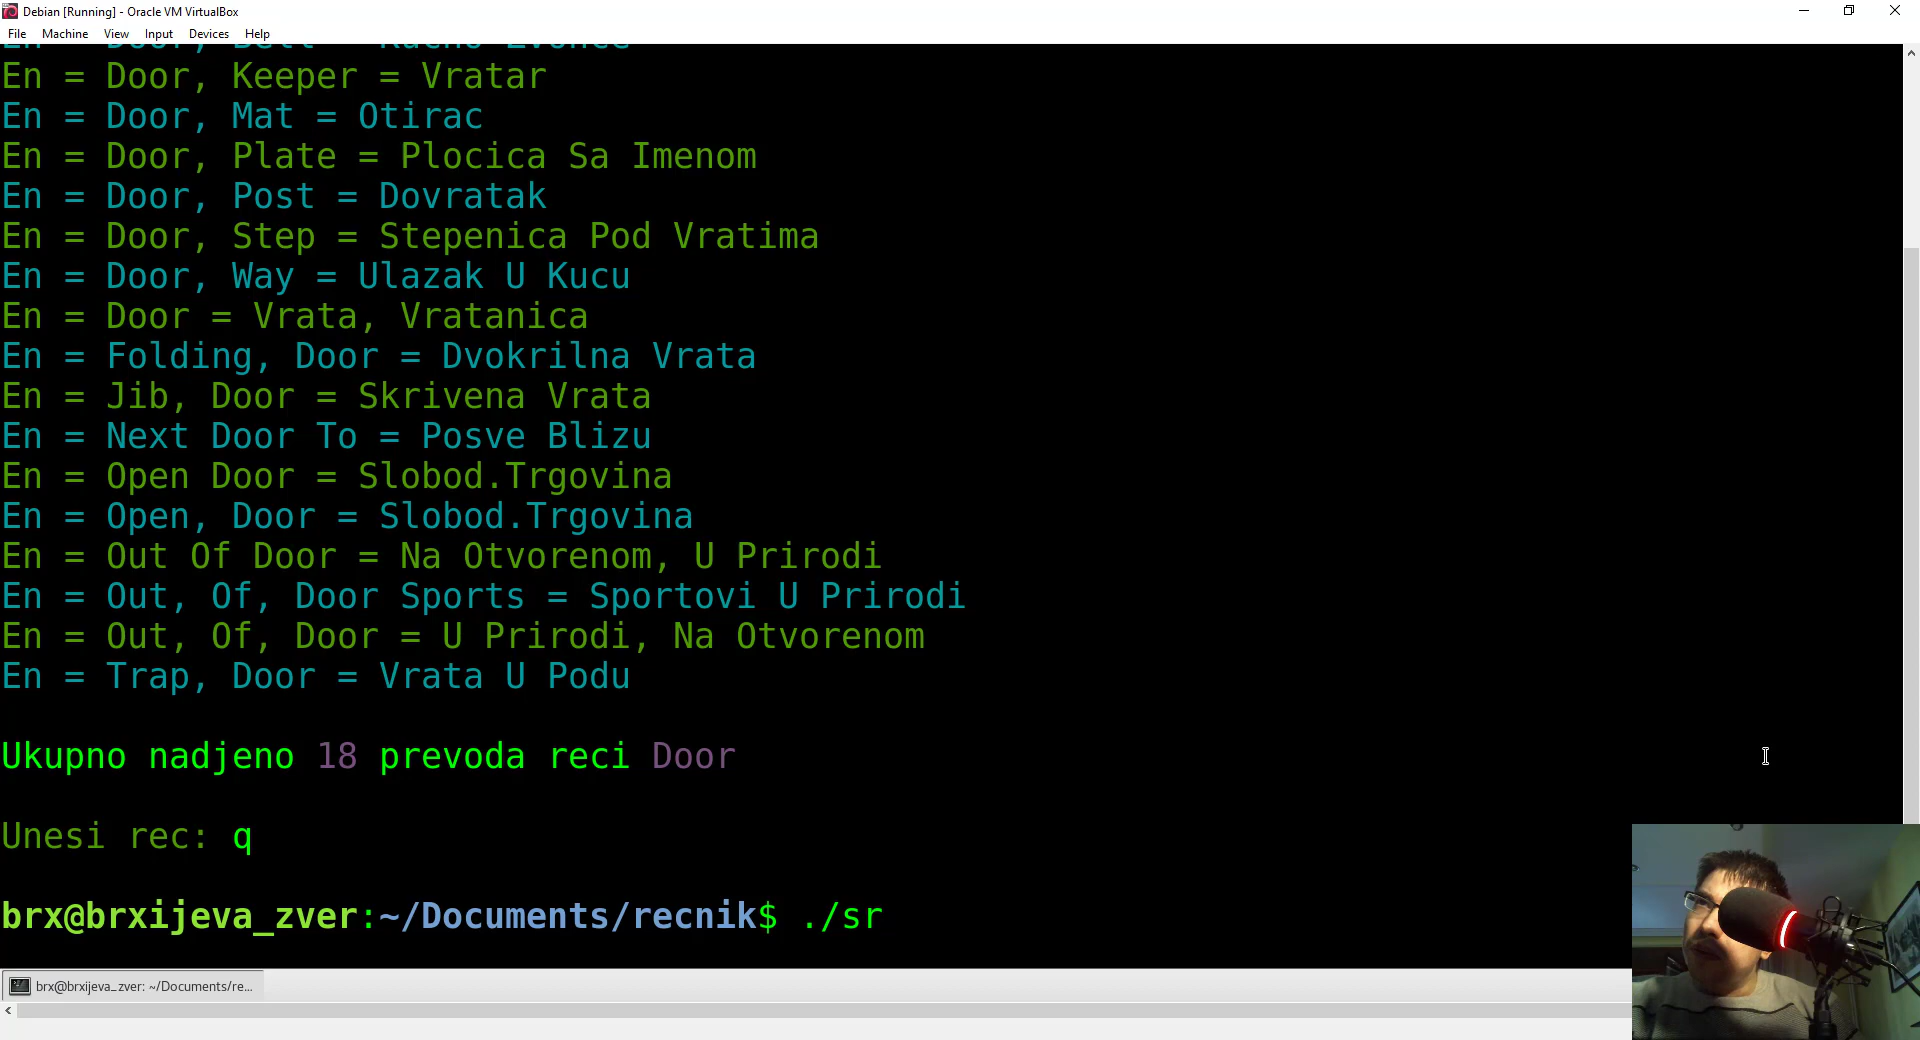 Debian [Running] - Oracle VM VirtualBox
File Machine View Input Devices Help
En = Door, Bell = Kucno Zvonce
En = Door, Keeper = Vratar
En = Door, Mat = Otirac
En = Door, Plate = Plocica Sa Imenom
En = Door, Post = Dovratak
En = Door, Step = Stepenica Pod Vratima
En = Door, Way = Ulazak U Kucu
En = Door = Vrata, Vratanica
En = Folding, Door = Dvokrilna Vrata
En = Jib, Door = Skrivena Vrata
En = Next Door To = Posve Blizu
En = Open Door = Slobod.Trgovina
En = Open, Door = Slobod.Trgovina
En = Out Of Door = Na Otvorenom, U Prirodi
En = Out, Of, Door Sports = Sportovi U Prirodi
En = Out, Of, Door = U Prirodi, Na Otvorenom
En = Trap, Door = Vrata U Podu
Ukupno nadjeno 18 prevoda reci Door
Unesi rec: q
brx@brxijeva_zver:~/Documents/recnik$ ./sr
brx@brxijeva_zver: ~/Documents/re...